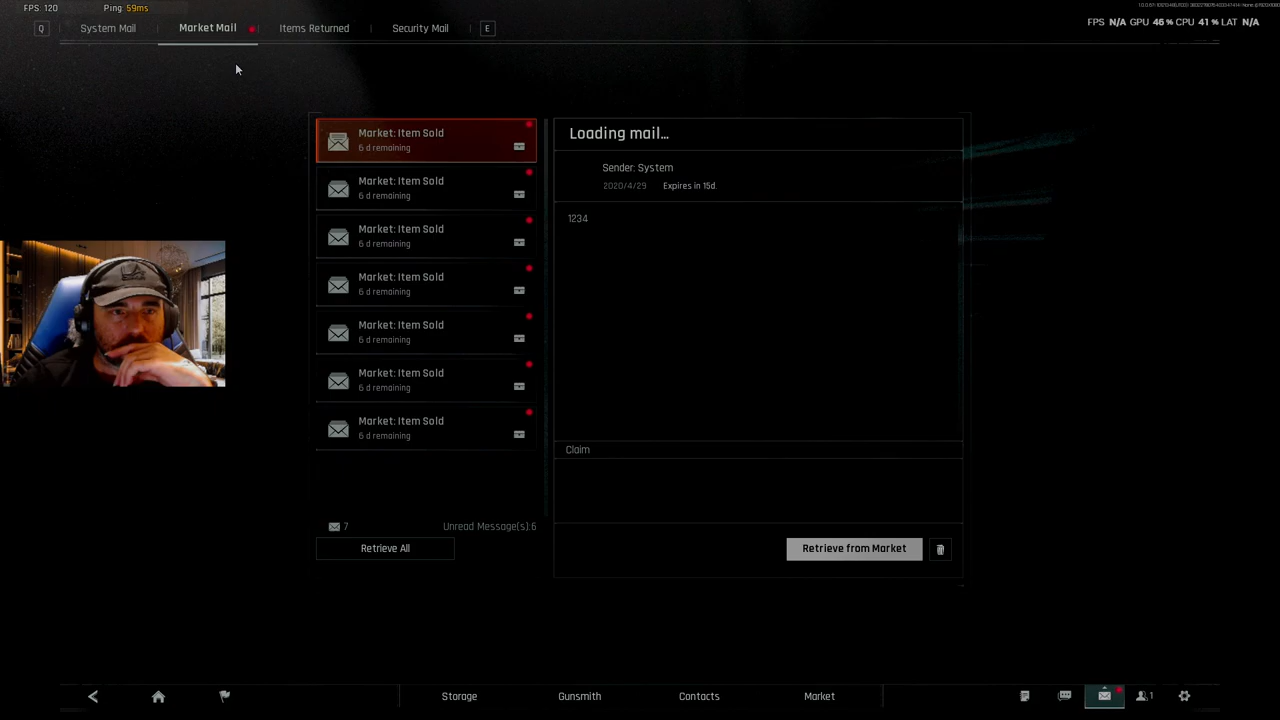 FPS: 120
Ping: 59ms
FPS N/A GPU 46 % CPU 41 % LAT N/A
Q
System Mail
Market Mail
Items Returned
Security Mail
E
Market: Item Sold
6 d remaining
Market: Item Sold
6 d remaining
Market: Item Sold
6 d remaining
Market: Item Sold
6 d remaining
Market: Item Sold
6 d remaining
Market: Item Sold
6 d remaining
Market: Item Sold
6 d remaining
7
Unread Message(s):6
Retrieve All
Loading mail...
Sender: System
2020/4/29 Expires in 15d.
1234
Claim
Retrieve from Market
Storage
Gunsmith
Contacts
Market
1